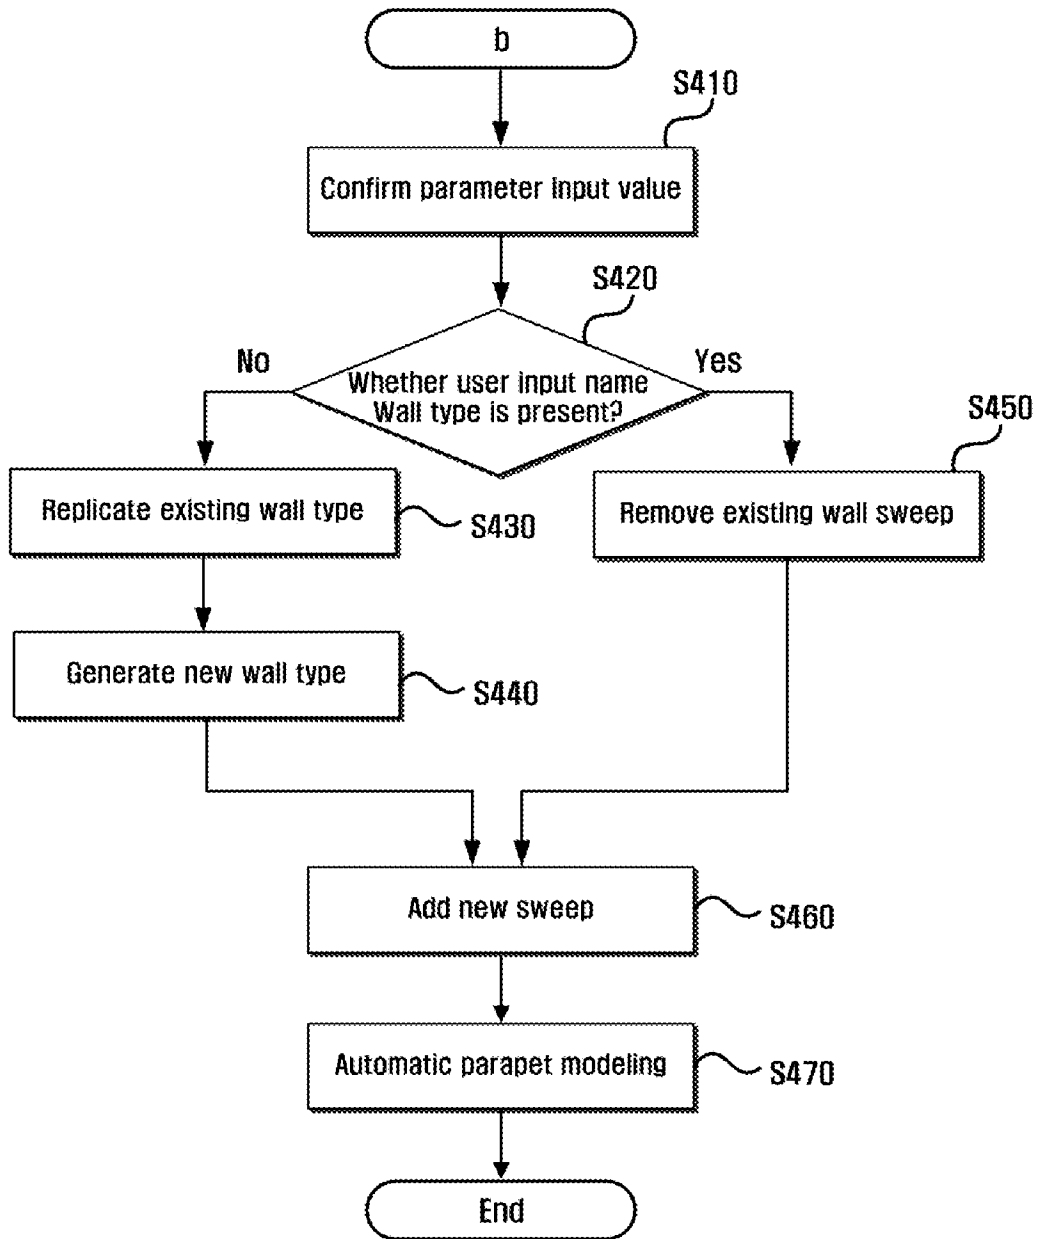 b
S410
Confirm parameter input value
S420
No
Yes
Whether user input name
Wall type is present?
S450
Replicate existing wall type
S430
Remove existing wall sweep
Generate new wall type
S440
Add new sweep
S460
Automatic parapet modeling
S470
End